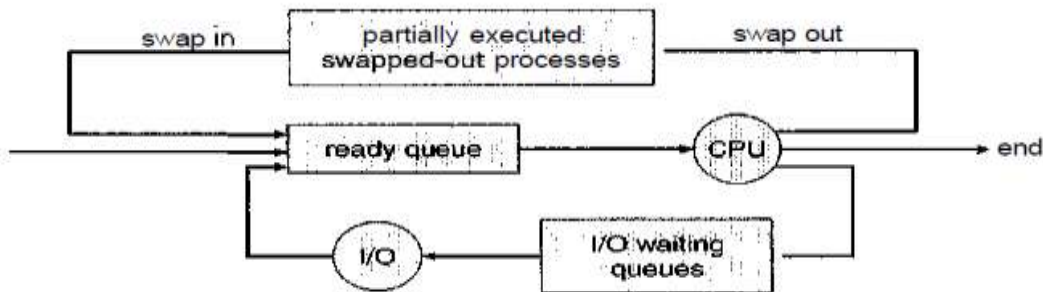 swap in
partially executed
swapped-out processes
swap out
ready queue
CPU
end
I/O
I/O waiting
queues